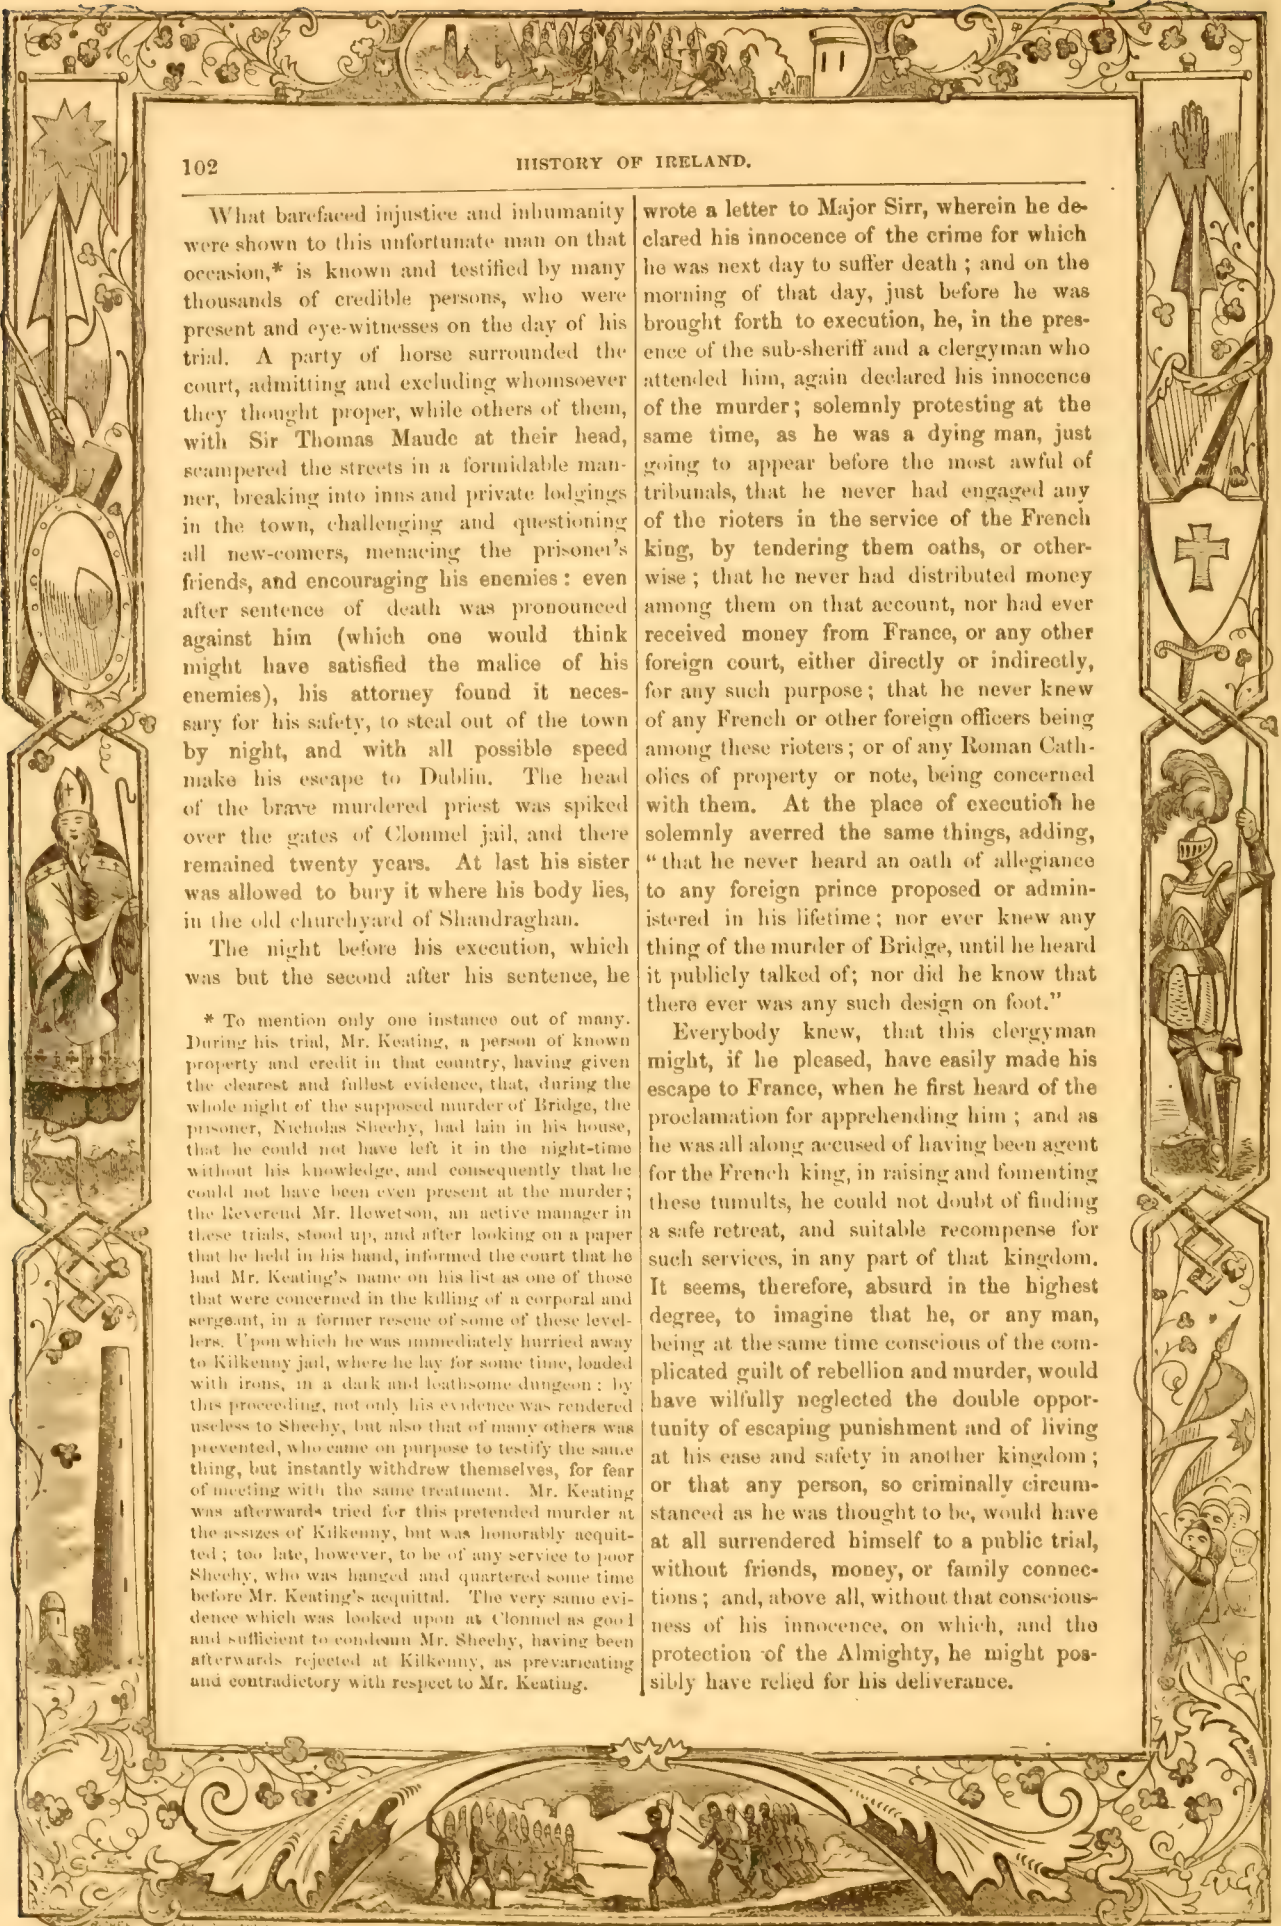 102
HISTORY OF IRELAND.
What barefaced injustice and inhumanity
were shown to this unfortunate man on that
occasion,* is known and testified by many
thousands of credible persons, who were
present and eye-witnesses on the day of his
trial. A party of horse surrounded the
court, admitting and excluding whomsoever
they thought proper, while others of them,
with Sir Thomas Maude at their head,
scampered the streets in a formidable man-
ner, breaking into inns and private lodgings
in the town, challenging and questioning
all new-comers, menacing the prisoner's
friends, and encouraging his enemies: even
after sentence of death was pronounced
against him (which one would think
might have satisfied the malice of his
enemies), his attorney found it neces-
sary for his safety, to steal out of the town
by night, and with all possible speed
make his escape to Dublin. The head
of the brave murdered priest was spiked
over the gates of Clonmel jail, and there
remained twenty years. At last his sister
was allowed to bury it where his body lies,
in the old churchyard of Shandraghan.
The night before his execution, which
was but the second after his sentence, he
* To mention only one instance out of many.
During his trial, Mr. Keating, a person of known
property and credit in that country, having given
the clearest and fullest evidence, that, during the
whole night of the supposed murder of Bridge, the
prisoner, Nicholas Sheehy, had lain in his house,
that he could not have left it in the night-time
without his knowledge, and consequently that he
could not have been even present at the murder;
the Reverend Mr. Hewetson, an active manager in
these trials, stood up, and after looking on a paper
that he held in his hand, informed the court that he
had Mr. Keating's name on his list as one of those
that were concerned in the killing of a corporal and
sergeant, in a former rescue of some of these level-
lers. Upon which he was immediately hurried away
to Kilkenny jail, where he lay for some time, loaded
with irons, in a dark and loathsome dungeon: by
this proceeding, not only his evidence was rendered
useless to Sheehy, but also that of many others was
prevented, who came on purpose to testify the same
thing, but instantly withdrew themselves, for fear
of meeting with the same treatment. Mr. Keating
was afterwards tried for this pretended murder at
the assizes of Kilkenny, but was honorably acquit-
ted; too late, however, to be of any service to poor
Sheehy, who was hanged and quartered some time
before Mr. Keating's acquittal. The very same evi-
dence which was looked upon at Clonmel as good
and sufficient to condemn Mr. Sheehy, having been
afterwards rejected at Kilkenny, as prevaricating
and contradictory with respect to Mr. Keating.
wrote a letter to Major Sirr, wherein he de-
clared his innocence of the crime for which
he was next day to suffer death; and on the
morning of that day, just before he was
brought forth to execution, he, in the pres-
ence of the sub-sheriff and a clergyman who
attended him, again declared his innocence
of the murder; solemnly protesting at the
same time, as he was a dying man, just
going to appear before the most awful of
tribunals, that he never had engaged any
of the rioters in the service of the French
king, by tendering them oaths, or other-
wise; that he never had distributed money
among them on that account, nor had ever
received money from France, or any other
foreign court, either directly or indirectly,
for any such purpose; that he never knew
of any French or other foreign officers being
among these rioters; or of any Roman Cath-
olics of property or note, being concerned
with them. At the place of execution he
solemnly averred the same things, adding,
"that he never heard an oath of allegiance
to any foreign prince proposed or admin-
istered in his lifetime; nor ever knew any
thing of the murder of Bridge, until he heard
it publicly talked of; nor did he know that
there ever was any such design on foot."
Everybody knew, that this clergyman
might, if he pleased, have easily made his
escape to France, when he first heard of the
proclamation for apprehending him; and as
he was all along accused of having been agent
for the French king, in raising and fomenting
these tumults, he could not doubt of finding
a safe retreat, and suitable recompense for
such services, in any part of that kingdom.
It seems, therefore, absurd in the highest
degree, to imagine that he, or any man,
being at the same time conscious of the com-
plicated guilt of rebellion and murder, would
have wilfully neglected the double oppor-
tunity of escaping punishment and of living
at his ease and safety in another kingdom;
or that any person, so criminally circum-
stanced as he was thought to be, would have
at all surrendered himself to a public trial,
without friends, money, or family connec-
tions; and, above all, without that conscious-
ness of his innocence, on which, and the
protection of the Almighty, he might pos-
sibly have relied for his deliverance.